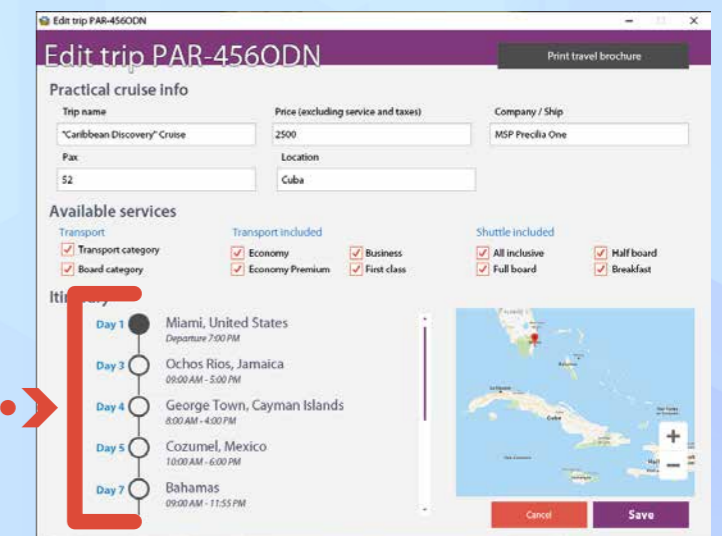 Edit trip PAR-456ODN
Edit trip PAR-456ODN
Print travel brochure
Practical cruise info
Trip name
Price (excluding service and taxes)
Company / Ship
"Caribbean Discovery" Cruise
2500
MSP Precilia One
Pax
Location
52
Cuba
Available services
Transport
Transport included
Shuttle included
Transport category
Economy
Business
All inclusive
Half board
Board category
Economy Premium
First class
Full board
Breakfast
Day 1
Miami, United States
Departure 7:00 PM
Day 3
Ochos Rios, Jamaica
09:00 AM - 5:00 PM
Day 4
George Town, Cayman Islands
8:00 AM - 4:00 PM
Day 5
Cozumel, Mexico
10:00 AM - 6:00 PM
Day 7
Bahamas
09:00 AM - 11:55 PM
Cuba
+
−
Cancel
Save